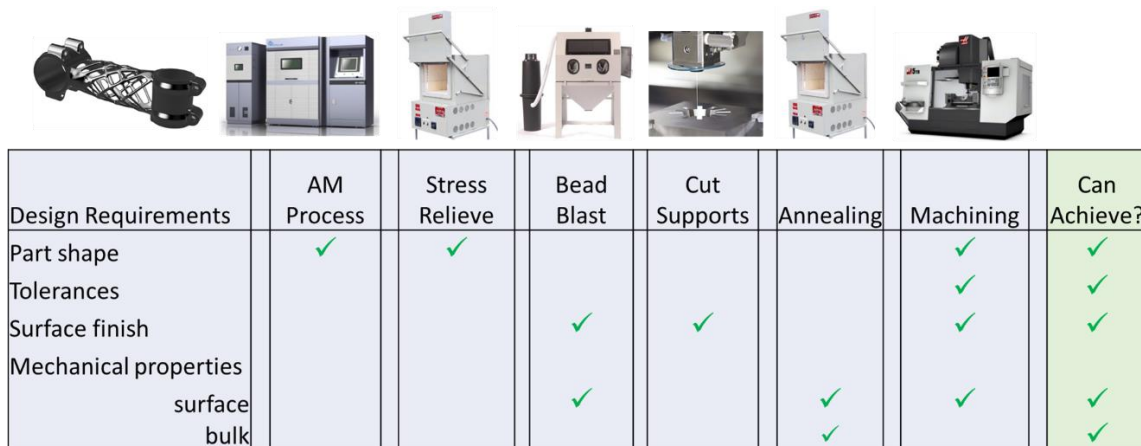 AM
Process
Stress
Relieve
Bead
Blast
Cut
Supports
Can
Achieve?
Design Requirements
Annealing
Machining
Part shape ✓ ✓ ✓ ✓
Tolerances ✓ ✓
Surface finish ✓ ✓ ✓ ✓
Mechanical properties
surface ✓ ✓ ✓ ✓
bulk ✓ ✓